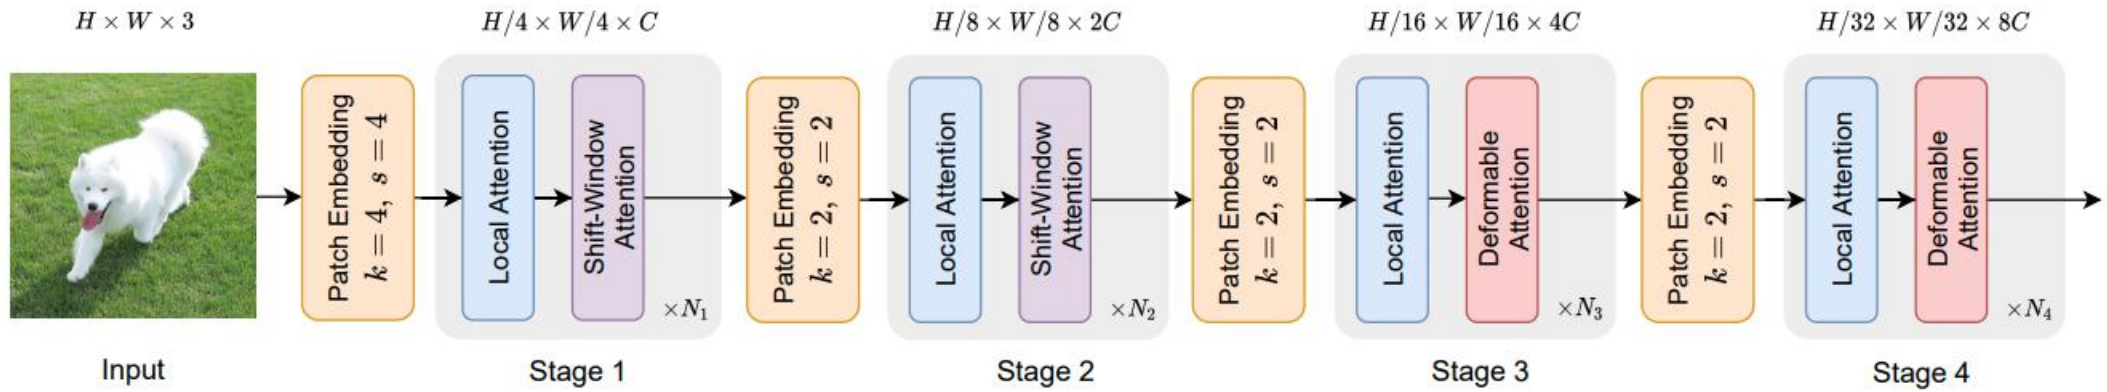 H × W × 3
H/4 × W/4 × C
H/8 × W/8 × 2C
H/16 × W/16 × 4C
H/32 × W/32 × 8C
Patch Embedding
k = 4, s = 4
Local Attention
Shift-Window
Attention
×N₁
Patch Embedding
k = 2, s = 2
Local Attention
Shift-Window
Attention
×N₂
Patch Embedding
k = 2, s = 2
Local Attention
Deformable
Attention
×N₃
Patch Embedding
k = 2, s = 2
Local Attention
Deformable
Attention
×N₄
Input
Stage 1
Stage 2
Stage 3
Stage 4